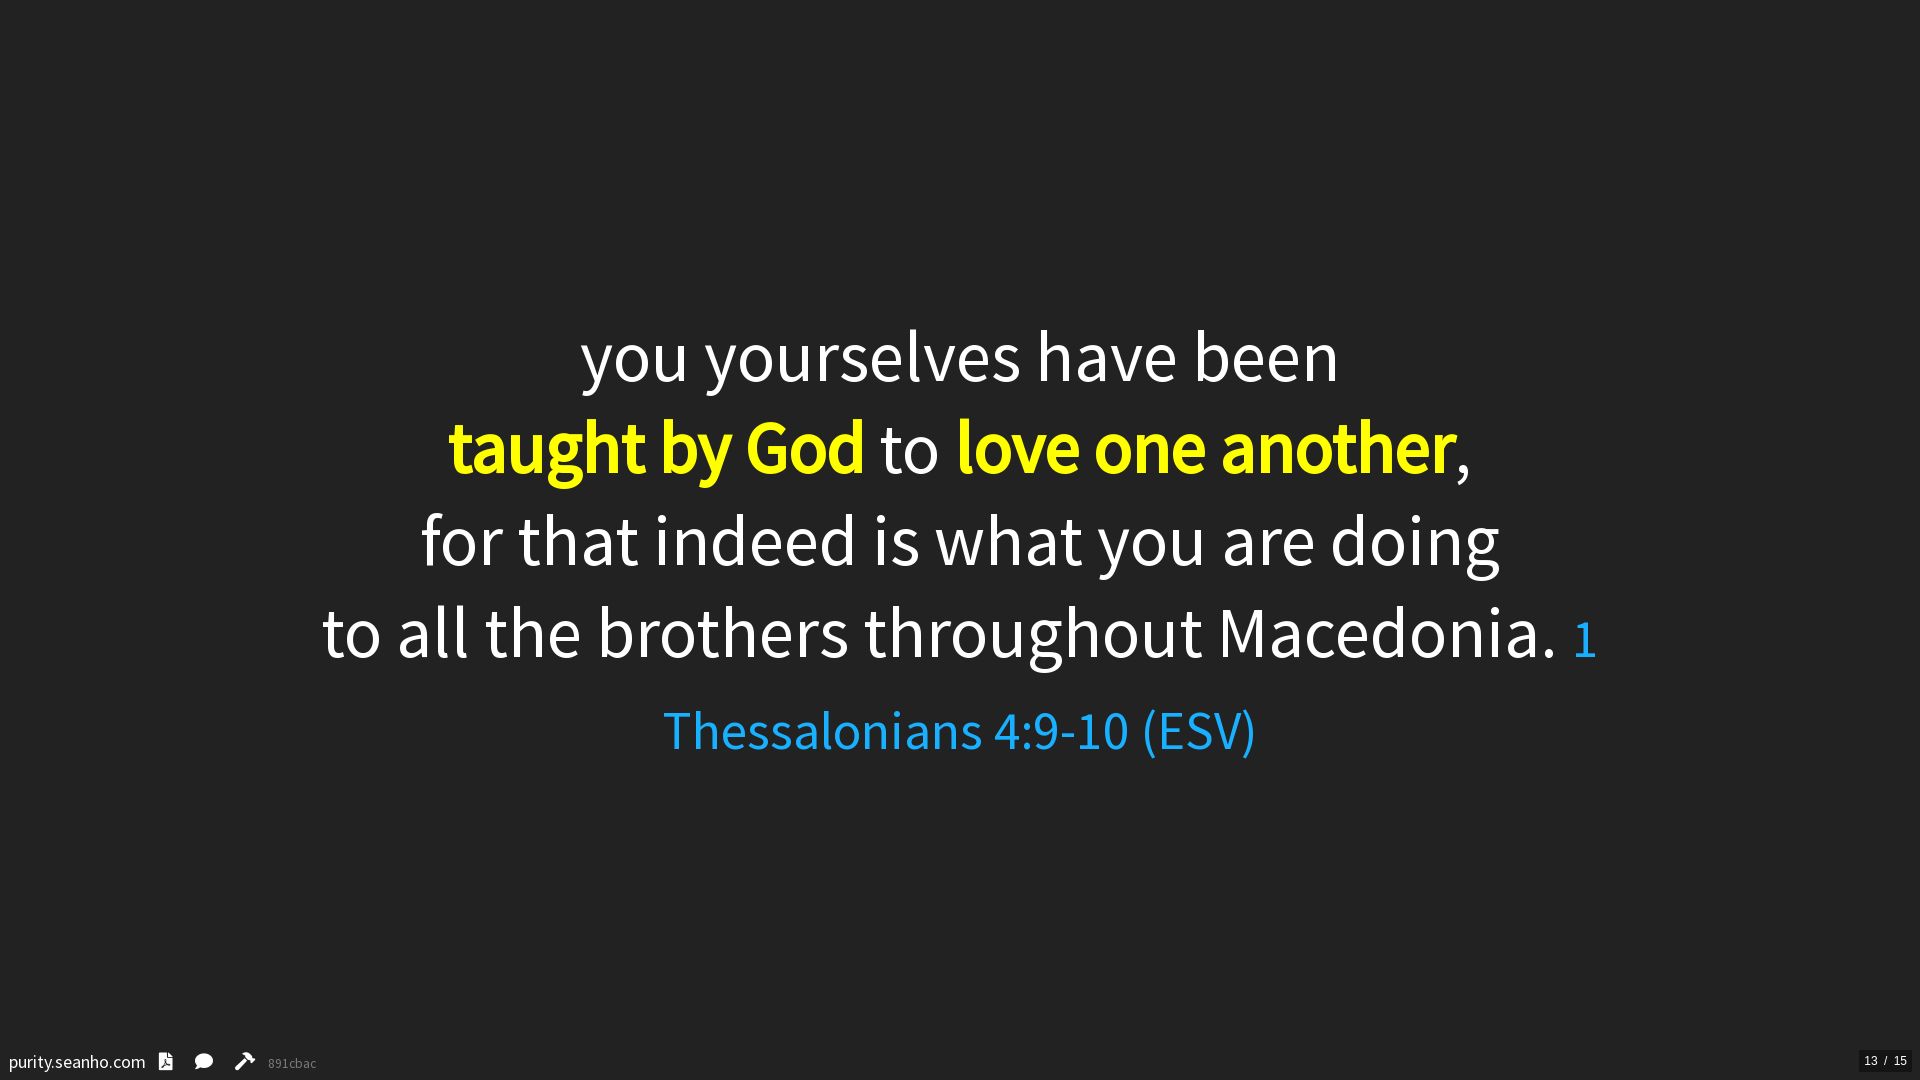 you yourselves have been
taught by God to love one another,
for that indeed is what you are doing
to all the brothers throughout Macedonia. 1
Thessalonians 4:9-10 (ESV)
purity.seanho.com 891cbac
13 / 15